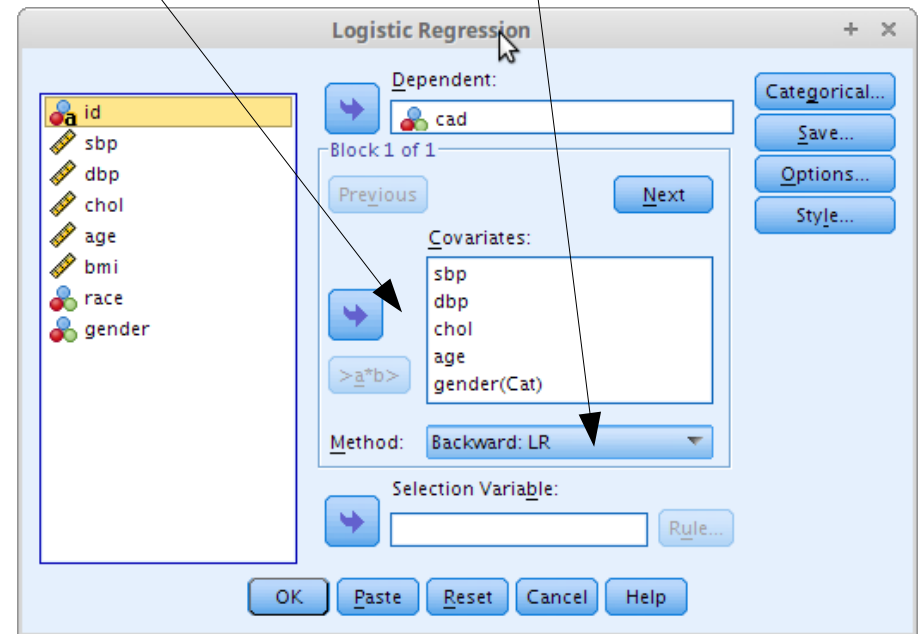 Logistic Regression
id
sbp
dbp
chol
age
bmi
race
gender
Dependent:
cad
Block 1 of 1
Previous
Next
Covariates:
sbp
dbp
chol
age
gender(Cat)
>a*b>
Method:
Backward: LR
Selection Variable:
Rule...
Categorical...
Save...
Options...
Style...
OK
Paste
Reset
Cancel
Help